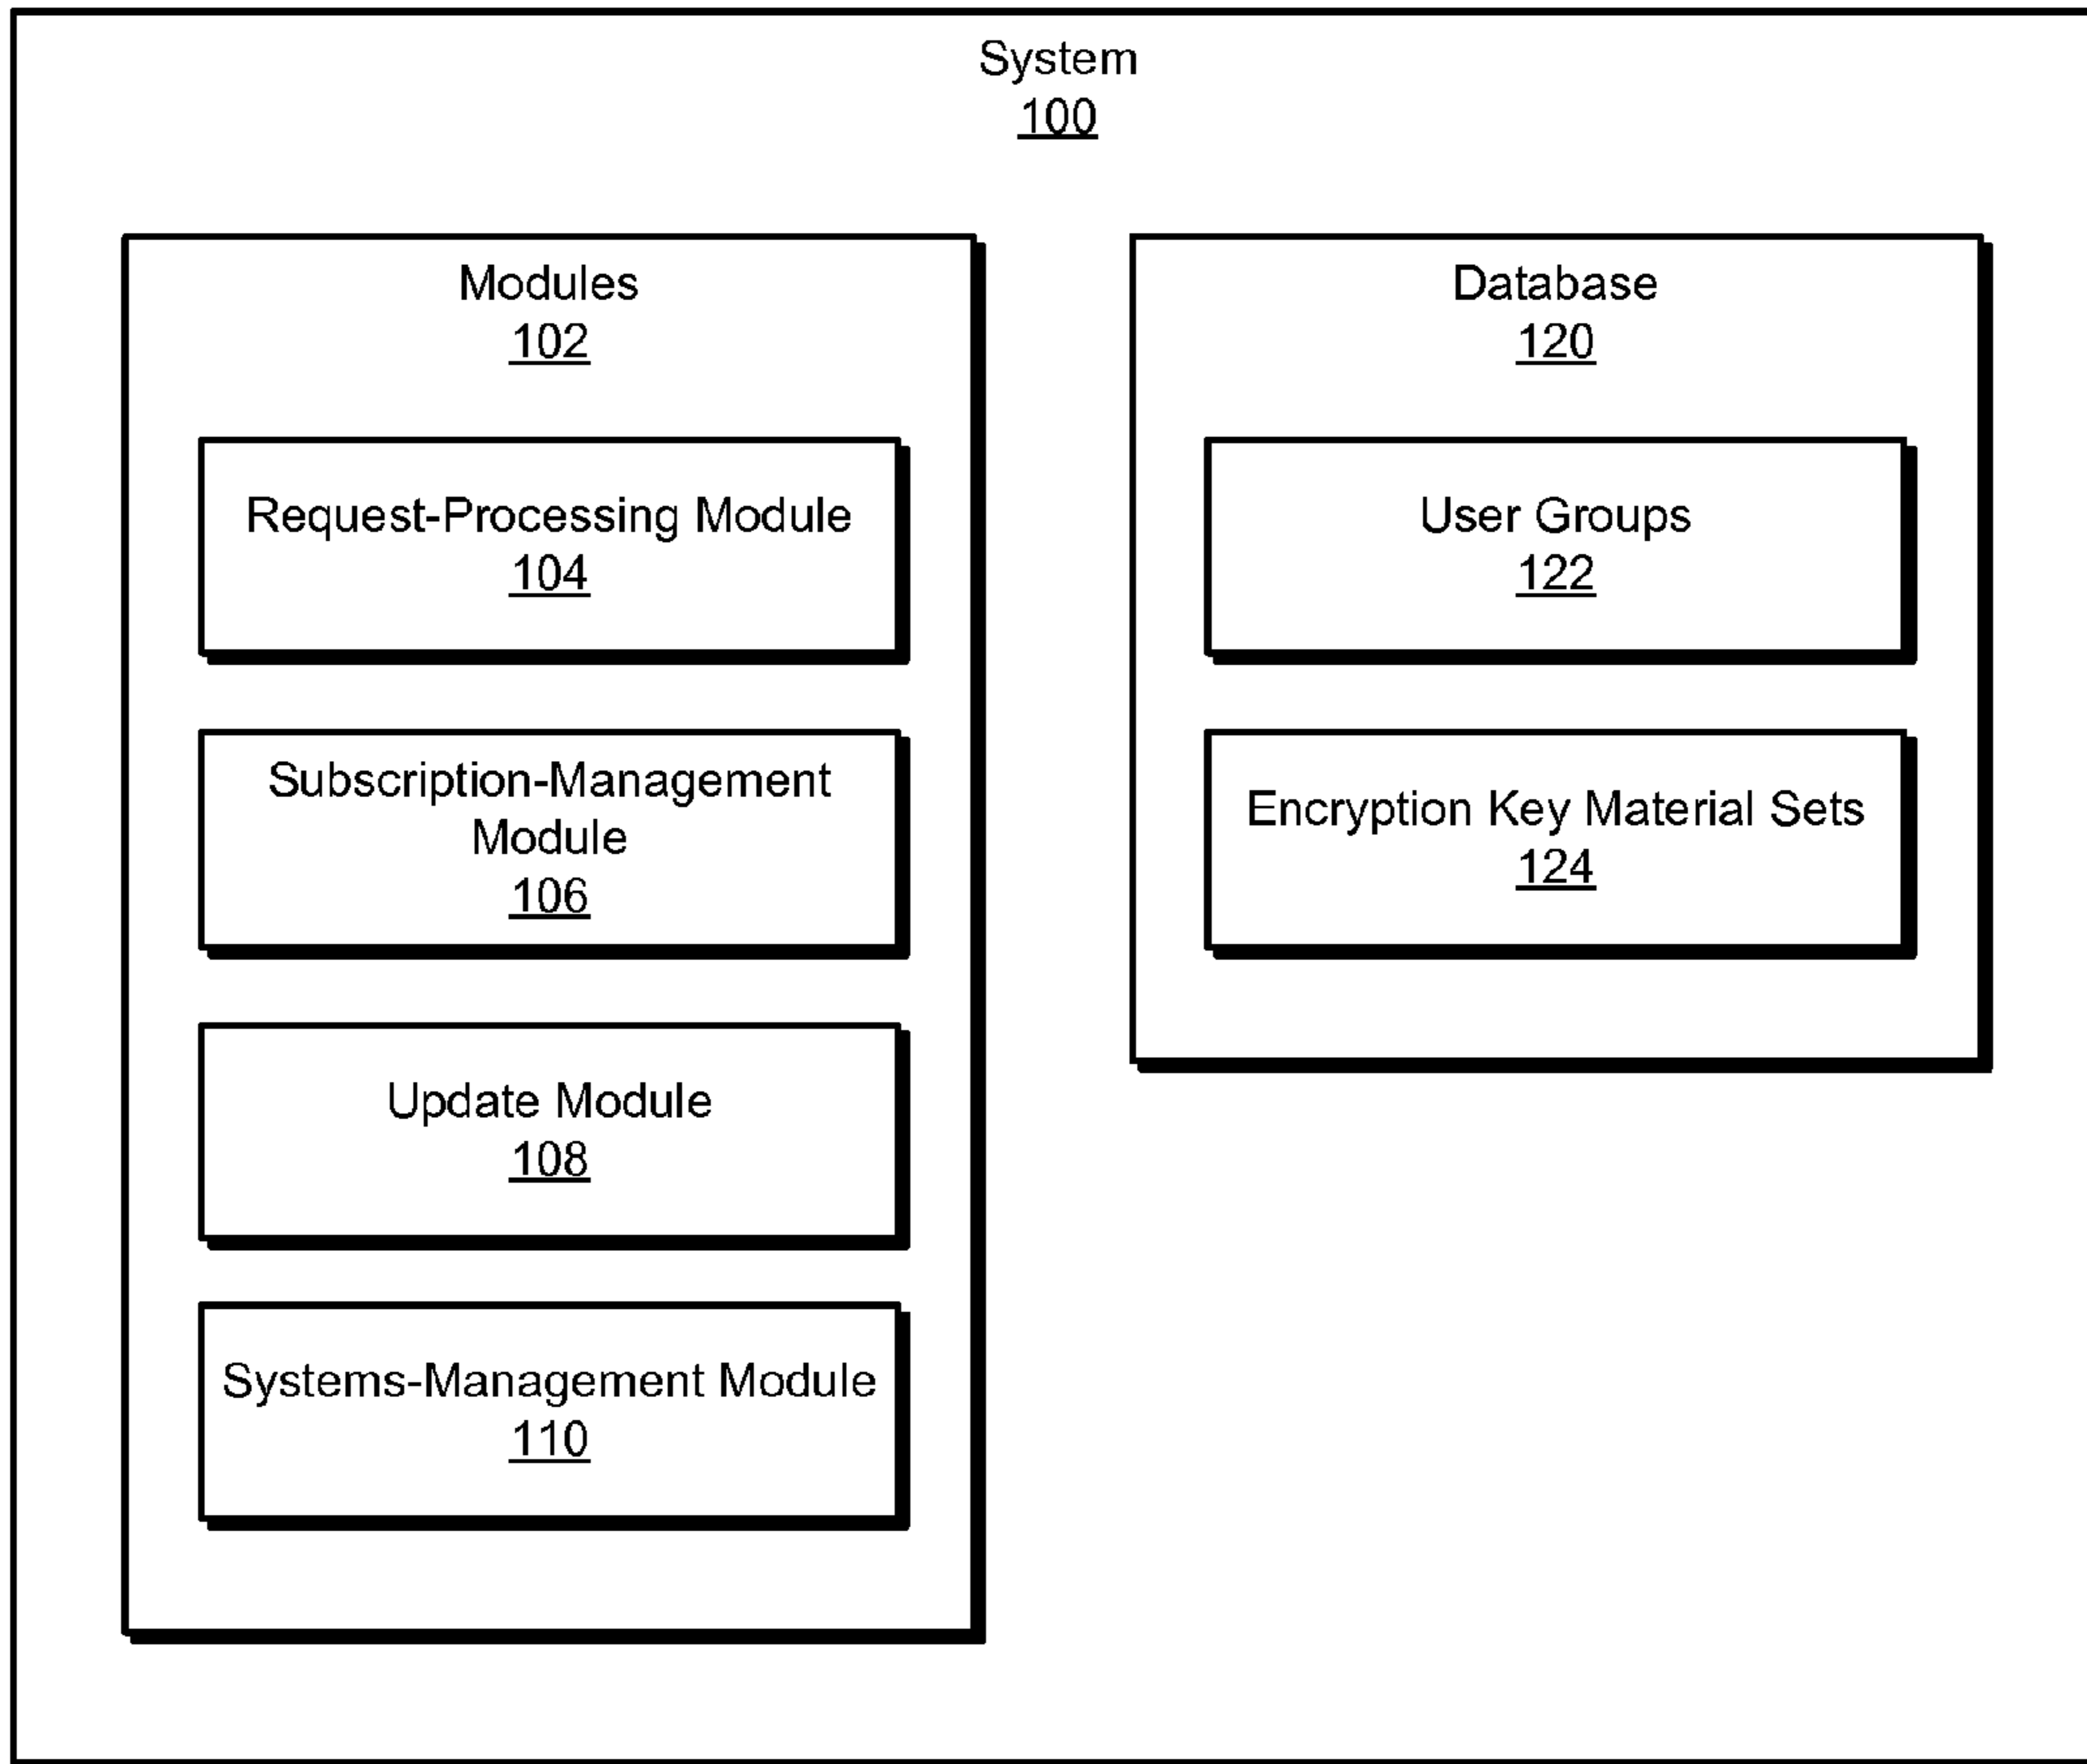 System
100
Modules
102
Request-Processing Module
104
Subscription-Management
Module
106
Update Module
108
Systems-Management Module
110
Database
120
User Groups
122
Encryption Key Material Sets
124